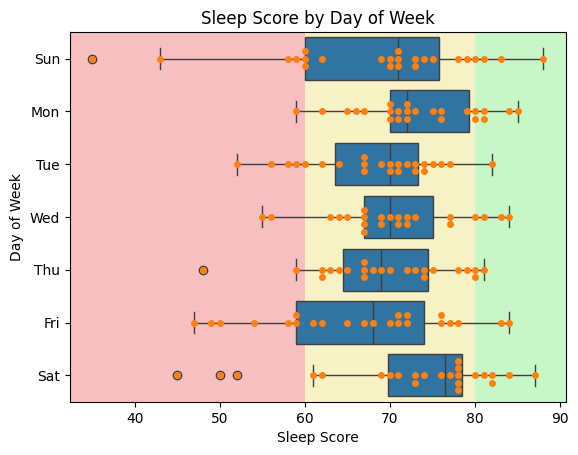 Sleep Score by Day of Week
Day of Week
Sun
Mon
Tue
Wed
Thu
Fri
Sat
40 50 60 70 80 90
Sleep Score